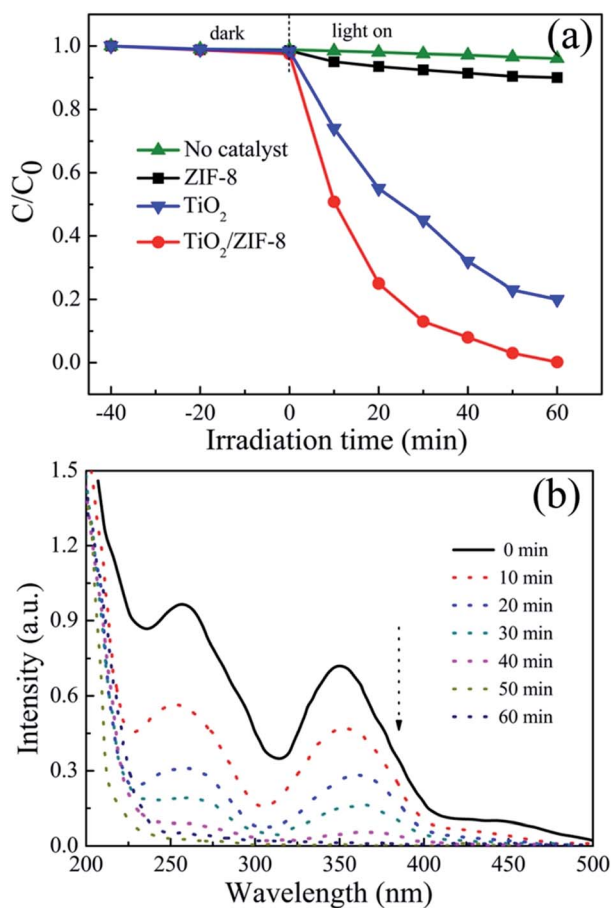 dark
light on
(a)
1.0
0.8
0.6
0.4
0.2
0.0
C/C0
No catalyst
ZIF-8
TiO2
TiO2/ZIF-8
-40
-20
0
20
40
60
Irradiation time (min)
(b)
1.5
1.2
0.9
0.6
0.3
0.0
Intensity (a.u.)
0 min
10 min
20 min
30 min
40 min
50 min
60 min
200
250
300
350
400
450
500
Wavelength (nm)